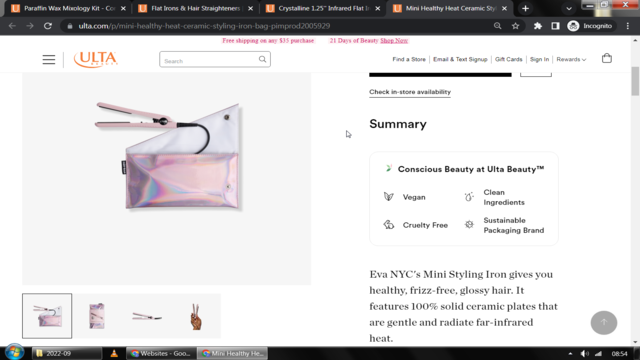 Paraffin Wax Mixology Kit - Co
Flat Iron & Hair Straighteners
Crystalline 1.25" Infrared Flat I
Mini Healthy Heat Ceramic Sty
ulta.com/p/mini-healthy-heat-ceramic-styling-iron-bag-pimprod2005929
Incognito
Free shipping on any $35 purchase
21 Days of Beauty Shop Now
ULTA
BEAUTY
Search
Find a Store
Email & Text Signup
Gift Cards
Sign In
Rewards
Check in-store availability
Summary
Conscious Beauty at Ulta Beauty™
Vegan
Clean
Ingredients
Cruelty Free
Sustainable
Packaging Brand
Eva NYC's Mini Styling Iron gives you
healthy, frizz-free, glossy hair. It
features 100% solid ceramic plates that
are gentle and radiate far-infrared
heat.
2022-09
Websites - Goo...
Mini Healthy He...
08:54